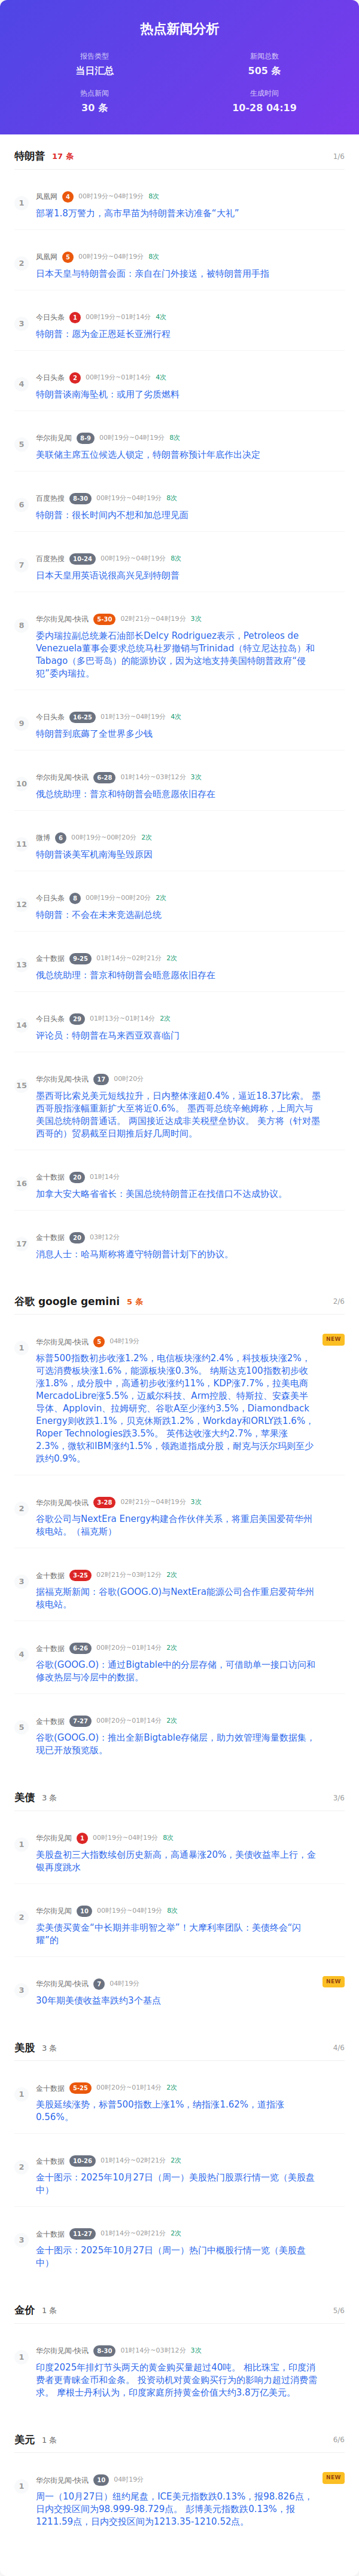 热点新闻分析
报告类型
当日汇总
新闻总数
505 条
热点新闻
30 条
生成时间
10-28 04:19
特朗普 17 条 1/6
1
凤凰网 4 00时19分~04时19分 8次
部署1.8万警力，高市早苗为特朗普来访准备“大礼”
2
凤凰网 5 00时19分~04时19分 8次
日本天皇与特朗普会面：亲自在门外接送，被特朗普用手指
3
今日头条 1 00时19分~01时14分 4次
特朗普：愿为金正恩延长亚洲行程
4
今日头条 2 00时19分~01时14分 4次
特朗普谈南海坠机：或用了劣质燃料
5
华尔街见闻 8-9 00时19分~04时19分 8次
美联储主席五位候选人锁定，特朗普称预计年底作出决定
6
百度热搜 8-30 00时19分~04时19分 8次
特朗普：很长时间内不想和加总理见面
7
百度热搜 10-24 00时19分~04时19分 8次
日本天皇用英语说很高兴见到特朗普
8
华尔街见闻-快讯 5-30 02时21分~04时19分 3次
委内瑞拉副总统兼石油部长Delcy Rodriguez表示，Petroleos de
Venezuela董事会要求总统马杜罗撤销与Trinidad（特立尼达拉岛）和
Tabago（多巴哥岛）的能源协议，因为这地支持美国特朗普政府“侵
犯”委内瑞拉。
9
今日头条 16-25 01时13分~04时19分 4次
特朗普到底薅了全世界多少钱
10
华尔街见闻-快讯 6-28 01时14分~03时12分 3次
俄总统助理：普京和特朗普会晤意愿依旧存在
11
微博 6 00时19分~00时20分 2次
特朗普谈美军机南海坠毁原因
12
今日头条 8 00时19分~00时20分 2次
特朗普：不会在未来竞选副总统
13
金十数据 9-25 01时14分~02时21分 2次
俄总统助理：普京和特朗普会晤意愿依旧存在
14
今日头条 29 01时13分~01时14分 2次
评论员：特朗普在马来西亚双喜临门
15
华尔街见闻-快讯 17 00时20分
墨西哥比索兑美元短线拉升，日内整体涨超0.4%，逼近18.37比索。 墨
西哥股指涨幅重新扩大至将近0.6%。 墨西哥总统辛鲍姆称，上周六与
美国总统特朗普通话。 两国接近达成非关税壁垒协议。 美方将（针对墨
西哥的）贸易截至日期推后好几周时间。
16
金十数据 20 01时14分
加拿大安大略省省长：美国总统特朗普正在找借口不达成协议。
17
金十数据 20 03时12分
消息人士：哈马斯称将遵守特朗普计划下的协议。
谷歌 google gemini 5 条 2/6
1
华尔街见闻-快讯 5 04时19分 NEW
标普500指数初步收涨1.2%，电信板块涨约2.4%，科技板块涨2%，
可选消费板块涨1.6%，能源板块涨0.3%。 纳斯达克100指数初步收
涨1.8%，成分股中，高通初步收涨约11%，KDP涨7.7%，拉美电商
MercadoLibre涨5.5%，迈威尔科技、Arm控股、特斯拉、安森美半
导体、Applovin、拉姆研究、谷歌A至少涨约3.5%，Diamondback
Energy则收跌1.1%，贝克休斯跌1.2%，Workday和ORLY跌1.6%，
Roper Technologies跌3.5%。 英伟达收涨大约2.7%，苹果涨
2.3%，微软和IBM涨约1.5%，领跑道指成分股，耐克与沃尔玛则至少
跌约0.9%。
2
华尔街见闻-快讯 3-28 02时21分~04时19分 3次
谷歌公司与NextEra Energy构建合作伙伴关系，将重启美国爱荷华州
核电站。（福克斯）
3
金十数据 3-25 02时21分~03时12分 2次
据福克斯新闻：谷歌(GOOG.O)与NextEra能源公司合作重启爱荷华州
核电站。
4
金十数据 6-26 00时20分~01时14分 2次
谷歌(GOOG.O)：通过Bigtable中的分层存储，可借助单一接口访问和
修改热层与冷层中的数据。
5
金十数据 7-27 00时20分~01时14分 2次
谷歌(GOOG.O)：推出全新Bigtable存储层，助力效管理海量数据集，
现已开放预览版。
美债 3 条 3/6
1
华尔街见闻 1 00时19分~04时19分 8次
美股盘初三大指数续创历史新高，高通暴涨20%，美债收益率上行，金
银再度跳水
2
华尔街见闻 10 00时19分~04时19分 8次
卖美债买黄金“中长期并非明智之举”！大摩利率团队：美债终会“闪
耀”的
3
华尔街见闻-快讯 7 04时19分 NEW
30年期美债收益率跌约3个基点
美股 3 条 4/6
1
金十数据 5-25 00时20分~01时14分 2次
美股延续涨势，标普500指数上涨1%，纳指涨1.62%，道指涨
0.56%。
2
金十数据 10-26 01时14分~02时21分 2次
金十图示：2025年10月27日（周一）美股热门股票行情一览（美股盘
中）
3
金十数据 11-27 01时14分~02时21分 2次
金十图示：2025年10月27日（周一）热门中概股行情一览（美股盘
中）
金价 1 条 5/6
1
华尔街见闻-快讯 8-30 01时14分~03时12分 3次
印度2025年排灯节头两天的黄金购买量超过40吨。 相比珠宝，印度消
费者更青睐金币和金条。 投资动机对黄金购买行为的影响力超过消费需
求。 摩根士丹利认为，印度家庭所持黄金价值大约3.8万亿美元。
美元 1 条 6/6
1
华尔街见闻-快讯 10 04时19分 NEW
周一（10月27日）纽约尾盘，ICE美元指数跌0.13%，报98.826点，
日内交投区间为98.999-98.729点。 彭博美元指数跌0.13%，报
1211.59点，日内交投区间为1213.35-1210.52点。